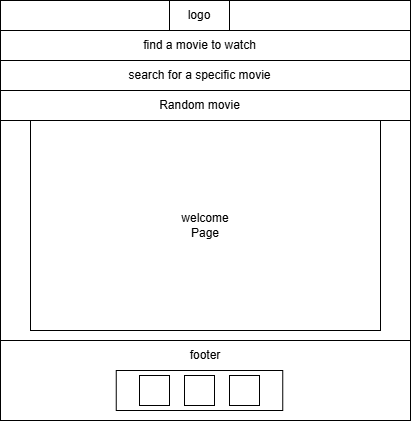 logo
find a movie to watch
search for a specific movie
Random movie
welcome
Page
footer